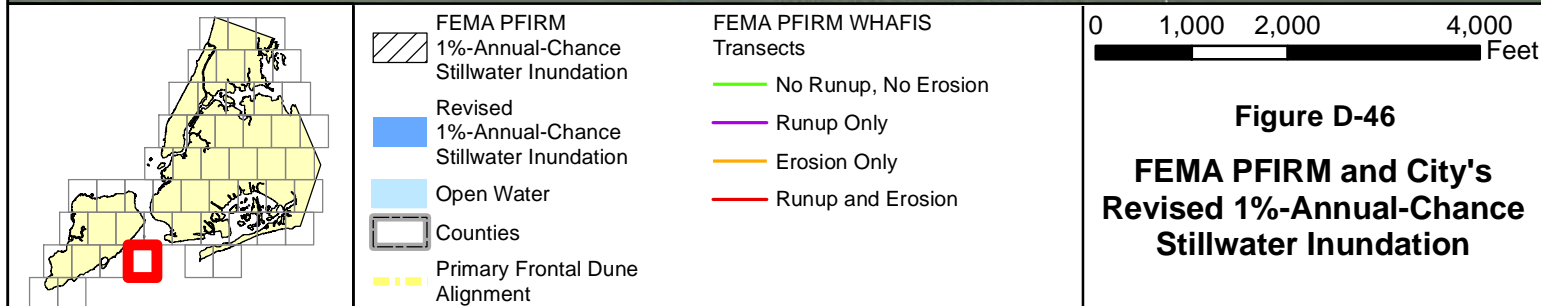 FEMA PFIRM
1%-Annual-Chance
Stillwater Inundation
Revised
1%-Annual-Chance
Stillwater Inundation
Open Water
Counties
Primary Frontal Dune
Alignment
FEMA PFIRM WHAFIS
Transects
No Runup, No Erosion
Runup Only
Erosion Only
Runup and Erosion
0 1,000 2,000 4,000
Feet
Figure D-46
FEMA PFIRM and City's
Revised 1%-Annual-Chance
Stillwater Inundation